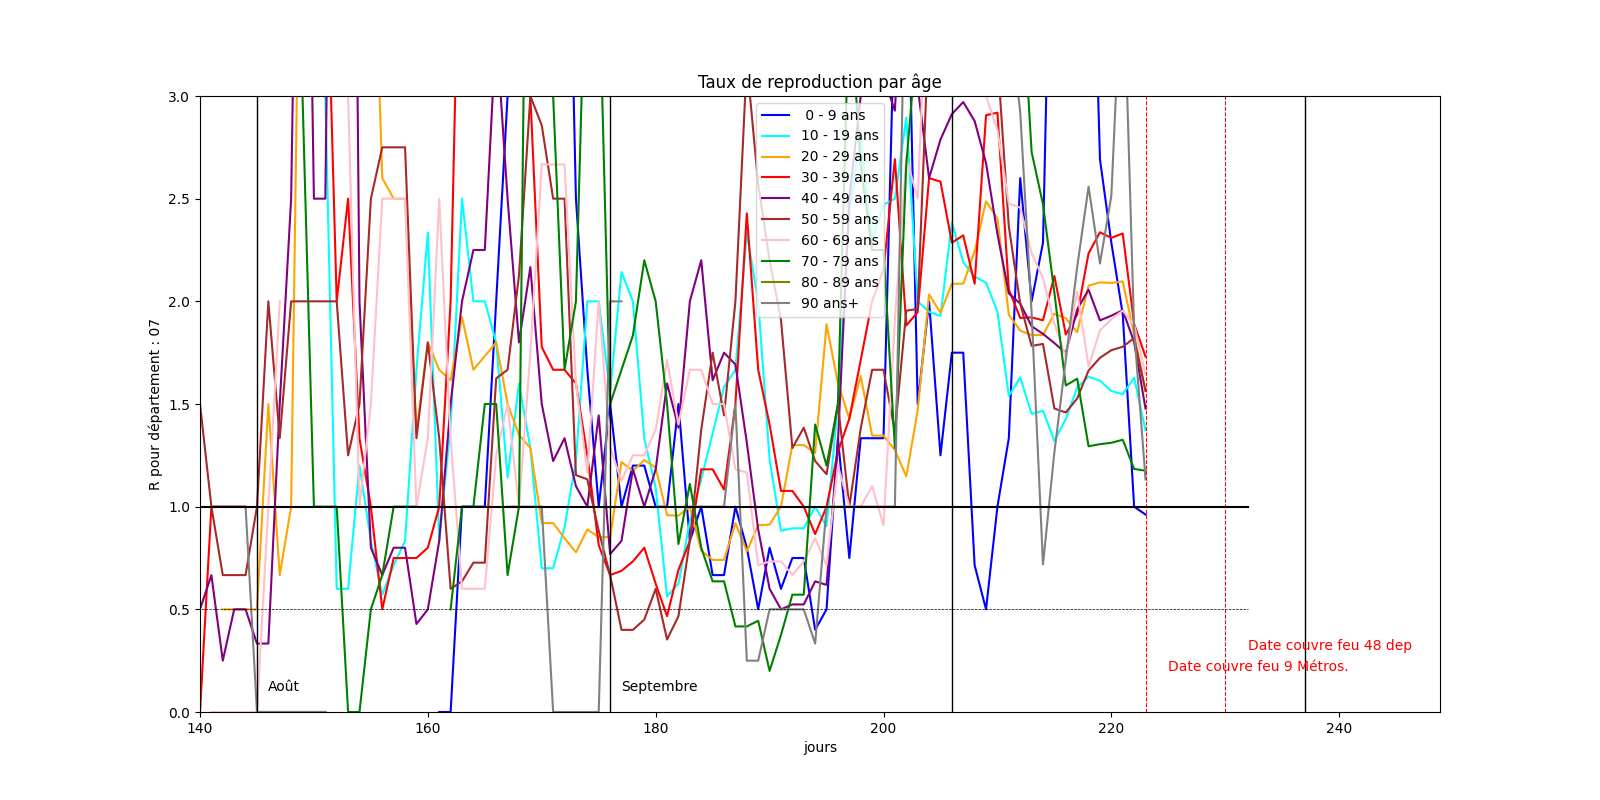 Taux de reproduction par âge
R pour département : 07
3.0
2.5
2.0
1.5
1.0
0.5
0.0
0 - 9 ans
10 - 19 ans
20 - 29 ans
30 - 39 ans
40 - 49 ans
50 - 59 ans
60 - 69 ans
70 - 79 ans
80 - 89 ans
90 ans+
Date couvre feu 48 dep
Date couvre feu 9 Métros.
Août
Septembre
140
160
180
200
220
240
jours